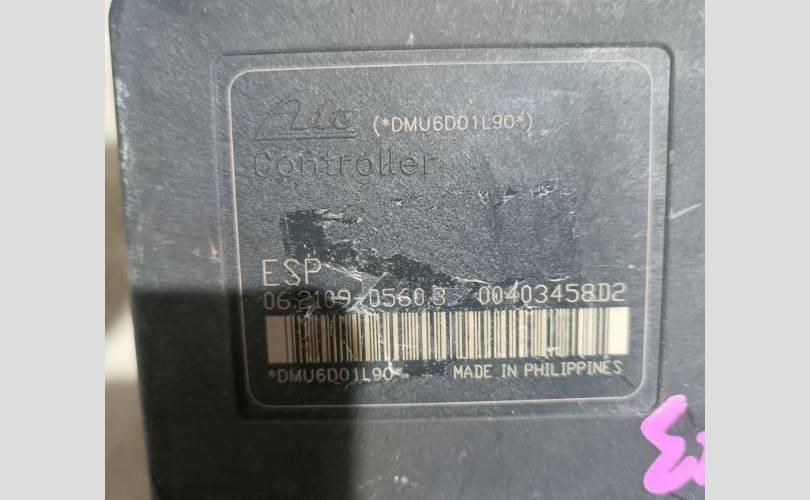 Ate (*DMU6D01L90*)
Controller
ESP
06.2109-0560.3 00403458D2
*DMU6D01L90*
MADE IN PHILIPPINES